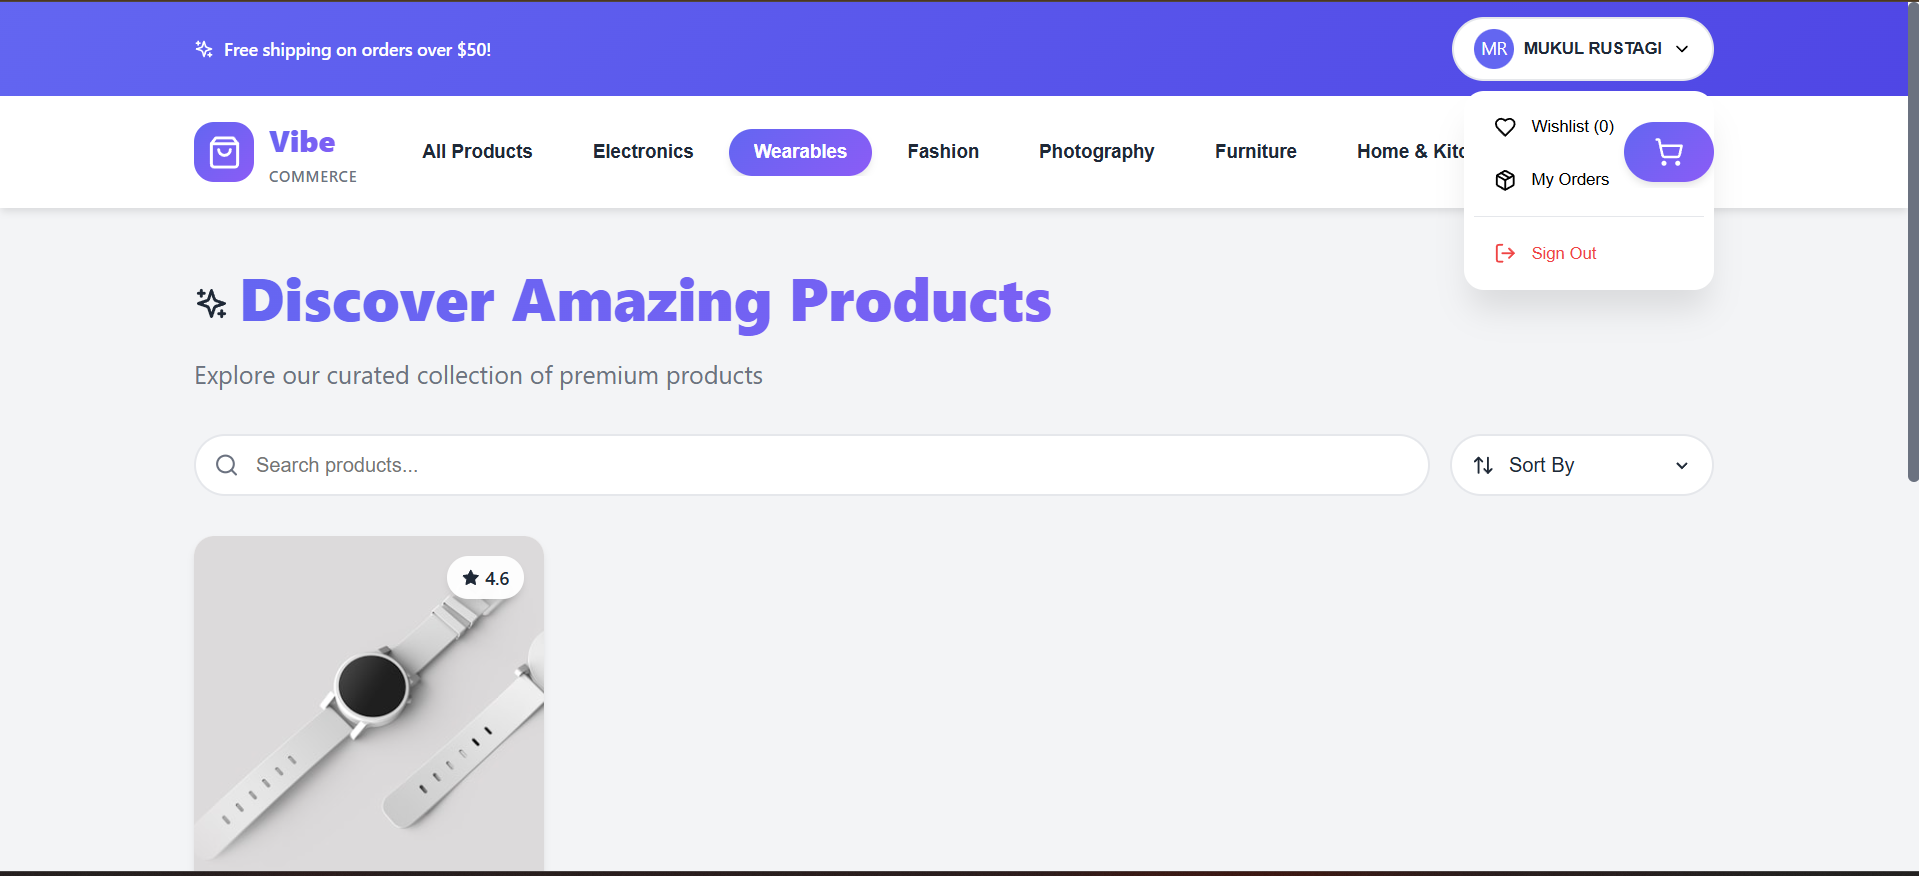 Free shipping on orders over $50!
MR MUKUL RUSTAGI
Vibe
COMMERCE
All Products
Electronics
Wearables
Fashion
Photography
Furniture
Home & Kitc
Wishlist (0)
My Orders
Sign Out
Discover Amazing Products
Explore our curated collection of premium products
Search products...
Sort By
4.6